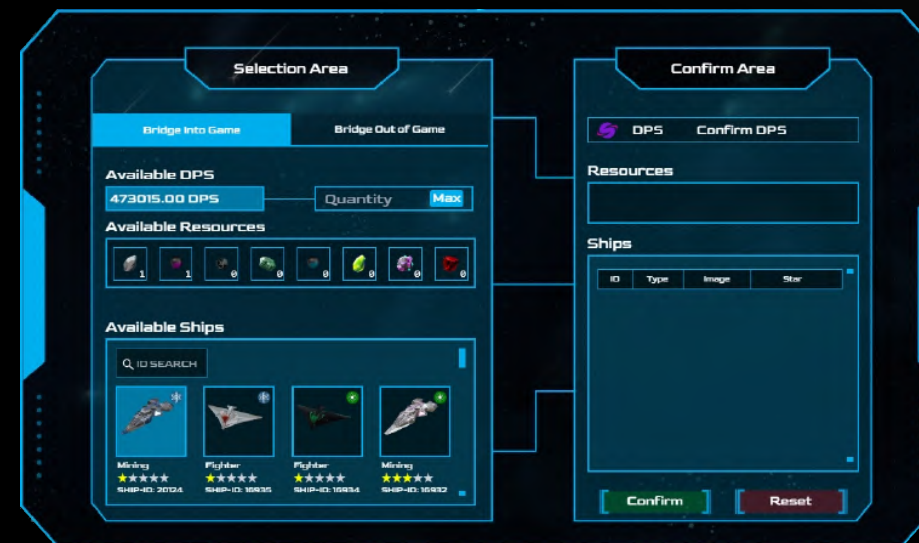 Selection Area
Bridge Into Game
Bridge Out of Game
Available DPS
473015.00 DPS
Quantity
Max
Available Resources
1 1 0 0 0 0 0 0
Available Ships
ID SEARCH
Mining
SHIP-ID: 20124
Fighter
SHIP-ID: 16935
Fighter
SHIP-ID: 16934
Mining
SHIP-ID: 16932
Confirm Area
DPS Confirm DPS
Resources
Ships
ID Type Image Star
Confirm
Reset